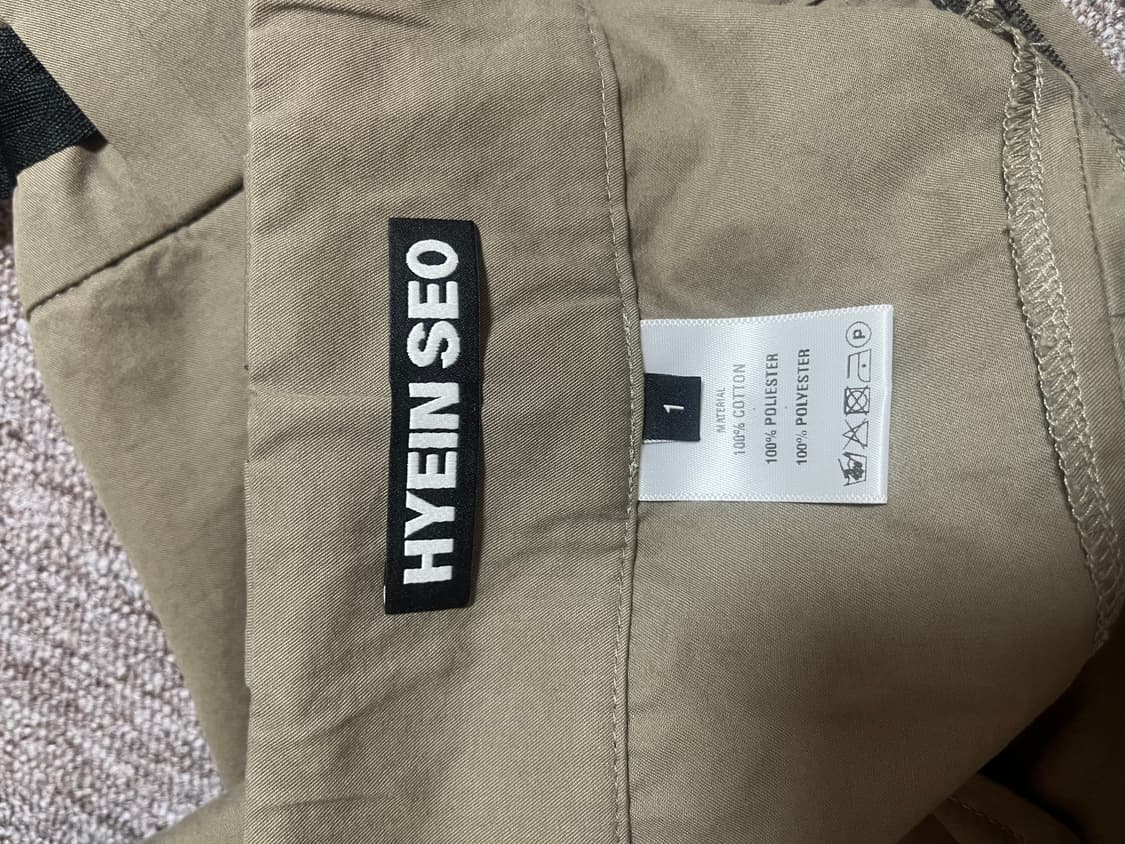 HYEIN SEO
1
MATERIAL
100% COTTON
100% POLIESTER
100% POLYESTER
P